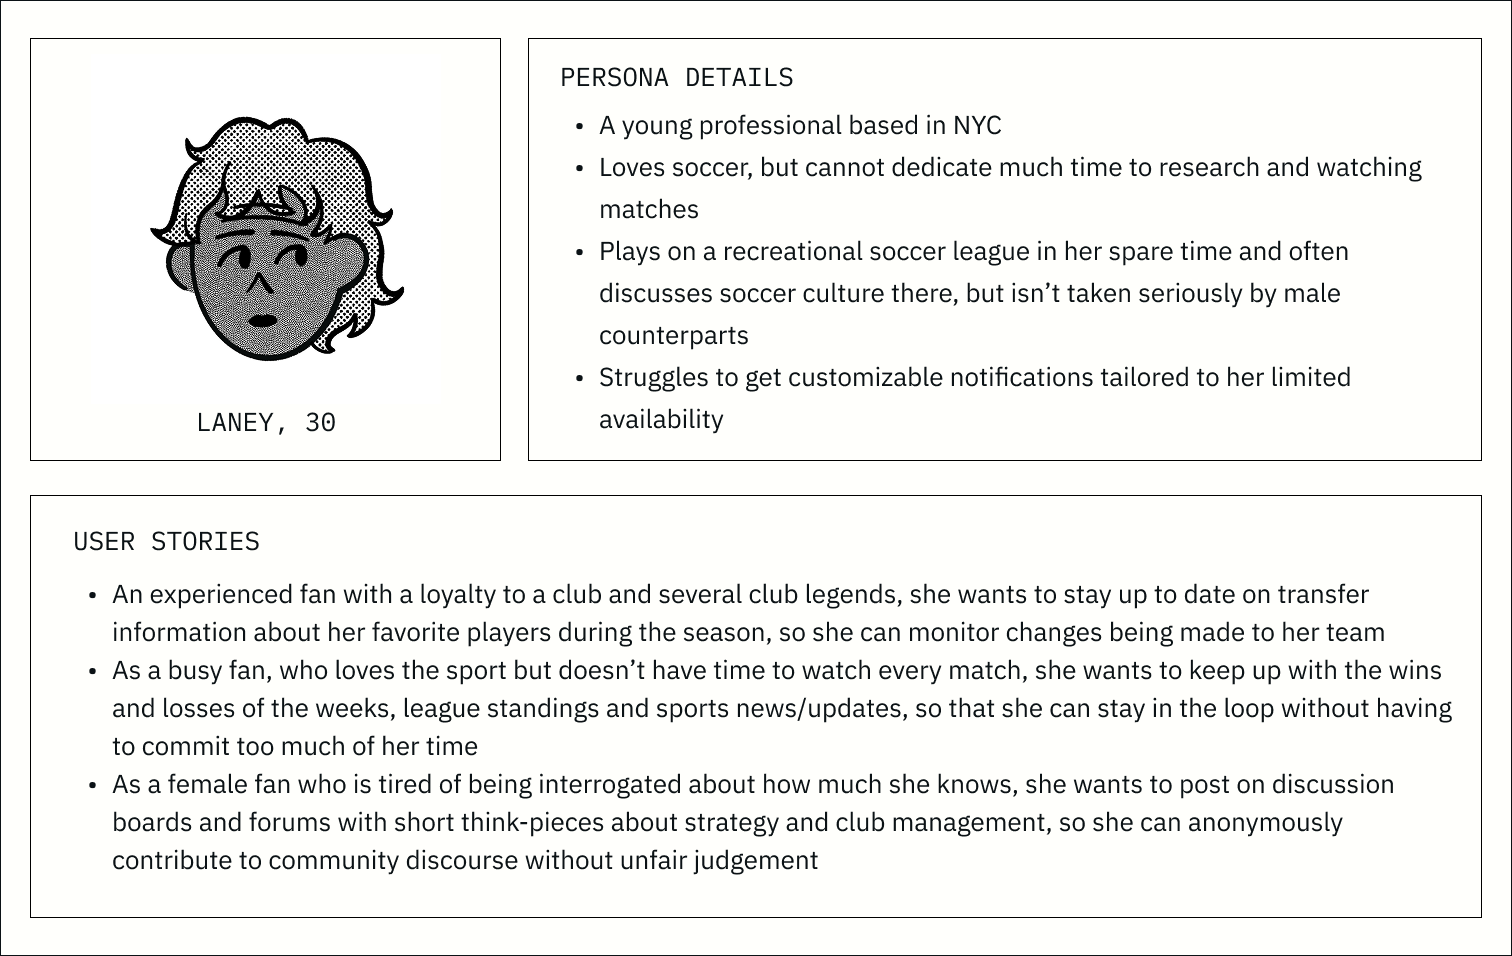 LANEY, 30
PERSONA DETAILS
• A young professional based in NYC
• Loves soccer, but cannot dedicate much time to research and watching
matches
• Plays on a recreational soccer league in her spare time and often
discusses soccer culture there, but isn’t taken seriously by male
counterparts
• Struggles to get customizable notifications tailored to her limited
availability
USER STORIES
• An experienced fan with a loyalty to a club and several club legends, she wants to stay up to date on transfer
information about her favorite players during the season, so she can monitor changes being made to her team
• As a busy fan, who loves the sport but doesn’t have time to watch every match, she wants to keep up with the wins
and losses of the weeks, league standings and sports news/updates, so that she can stay in the loop without having
to commit too much of her time
• As a female fan who is tired of being interrogated about how much she knows, she wants to post on discussion
boards and forums with short think-pieces about strategy and club management, so she can anonymously
contribute to community discourse without unfair judgement